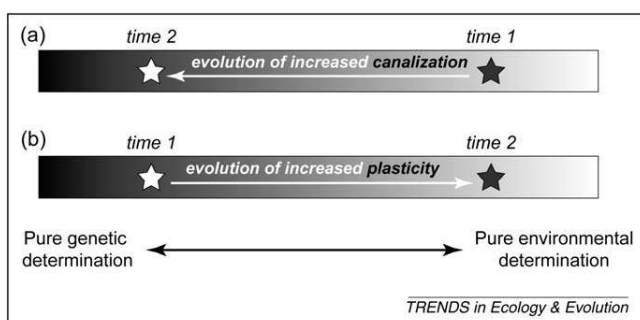 (a)
time 2 time 1
evolution of increased canalization
(b)
time 1 time 2
evolution of increased plasticity
Pure genetic determination
Pure environmental determination
TRENDS in Ecology & Evolution